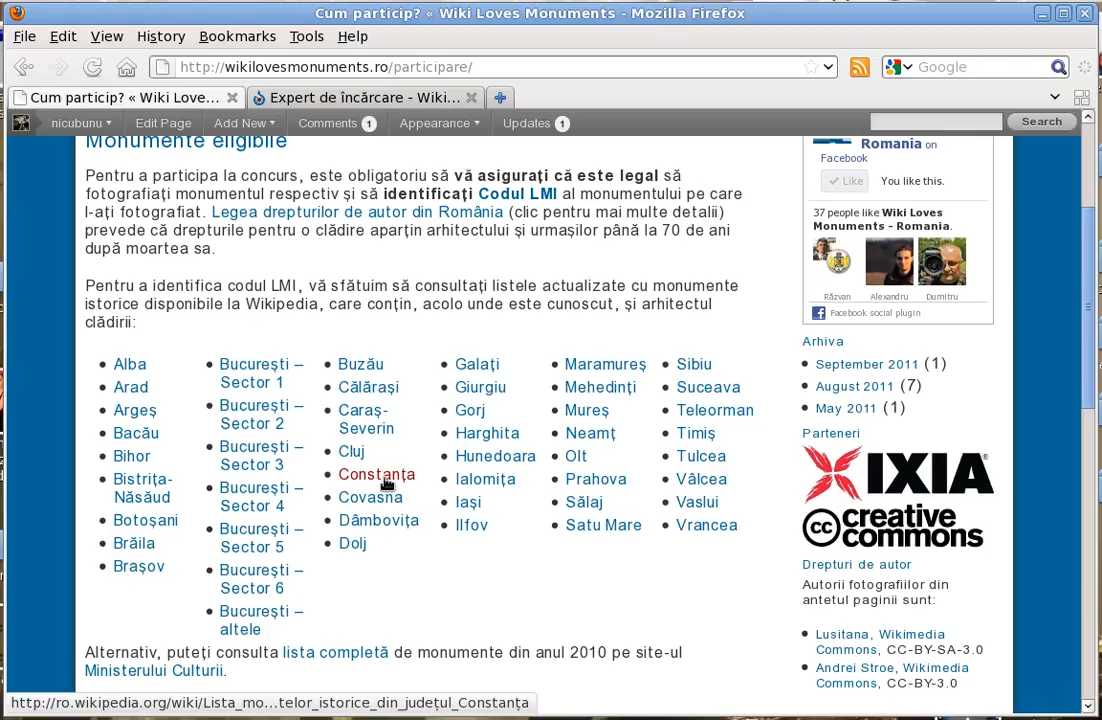 Cum particip? « Wiki Loves Monuments - Mozilla Firefox
File Edit View History Bookmarks Tools Help
http://wikilovesmonuments.ro/participare/
Google
Cum particip? « Wiki Love...
Expert de încărcare - Wiki...
nicubunu Edit Page Add New Comments 1 Appearance Updates 1 Search
Monumente eligibile
Pentru a participa la concurs, este obligatoriu să vă asigurați că este legal să
fotografiați monumentul respectiv și să identificați Codul LMI al monumentului pe care
l-ați fotografiat. Legea drepturilor de autor din România (clic pentru mai multe detalii)
prevede că drepturile pentru o clădire aparțin arhitectului și urmașilor până la 70 de ani
după moartea sa.
Pentru a identifica codul LMI, vă sfătuim să consultați listele actualizate cu monumente
istorice disponibile la Wikipedia, care conțin, acolo unde este cunoscut, și arhitectul
clădirii:
Alba
Arad
Argeș
Bacău
Bihor
Bistrița-
Năsăud
Botoșani
Brăila
Brașov
București –
Sector 1
București –
Sector 2
București –
Sector 3
București –
Sector 4
București –
Sector 5
București –
Sector 6
București –
altele
Buzău
Călărași
Caraș-
Severin
Cluj
Constanța
Covasna
Dâmbovița
Dolj
Galați
Giurgiu
Gorj
Harghita
Hunedoara
Ialomița
Iași
Ilfov
Maramureș
Mehedinți
Mureș
Neamț
Olt
Prahova
Sălaj
Satu Mare
Sibiu
Suceava
Teleorman
Timiș
Tulcea
Vâlcea
Vaslui
Vrancea
Alternativ, puteți consulta lista completă de monumente din anul 2010 pe site-ul
Ministerului Culturii.
Romania on
Facebook
Like You like this.
37 people like Wiki Loves
Monuments - Romania.
Răzvan Alexandru Dumitru
Facebook social plugin
Arhiva
September 2011 (1)
August 2011 (7)
May 2011 (1)
Parteneri
IXIA
cc creative
commons
Drepturi de autor
Autorii fotografiilor din
antetul paginii sunt:
Lusitana, Wikimedia
Commons, CC-BY-SA-3.0
Andrei Stroe, Wikimedia
Commons, CC-BY-3.0
http://ro.wikipedia.org/wiki/Lista_mo...telor_istorice_din_județul_Constanța